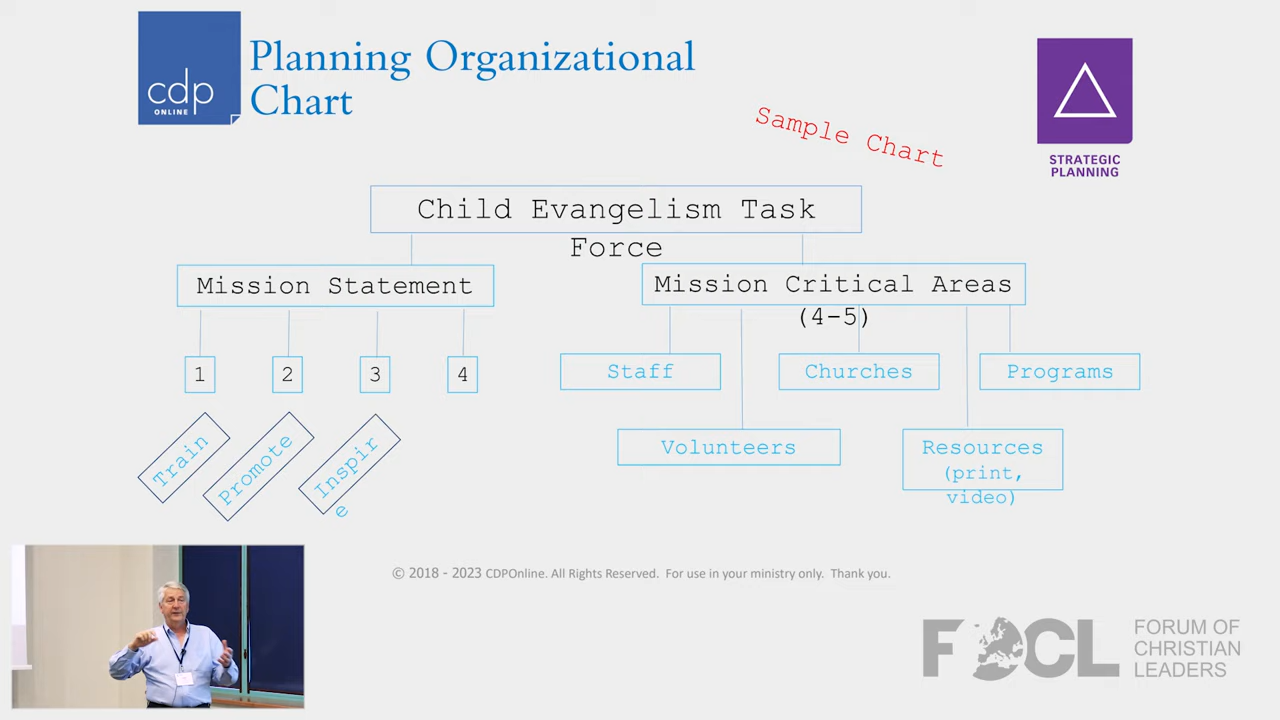 cdp
ONLINE
Planning Organizational
Chart
Sample Chart
STRATEGIC
PLANNING
Child Evangelism Task
Force
Mission Statement
Mission Critical Areas
(4-5)
1
2
3
4
Staff
Churches
Programs
Train
Promote
Inspir
e
Volunteers
Resources
(print,
video)
© 2018 - 2023 CDPOnline. All Rights Reserved. For use in your ministry only. Thank you.
FOCL
FORUM OF
CHRISTIAN
LEADERS